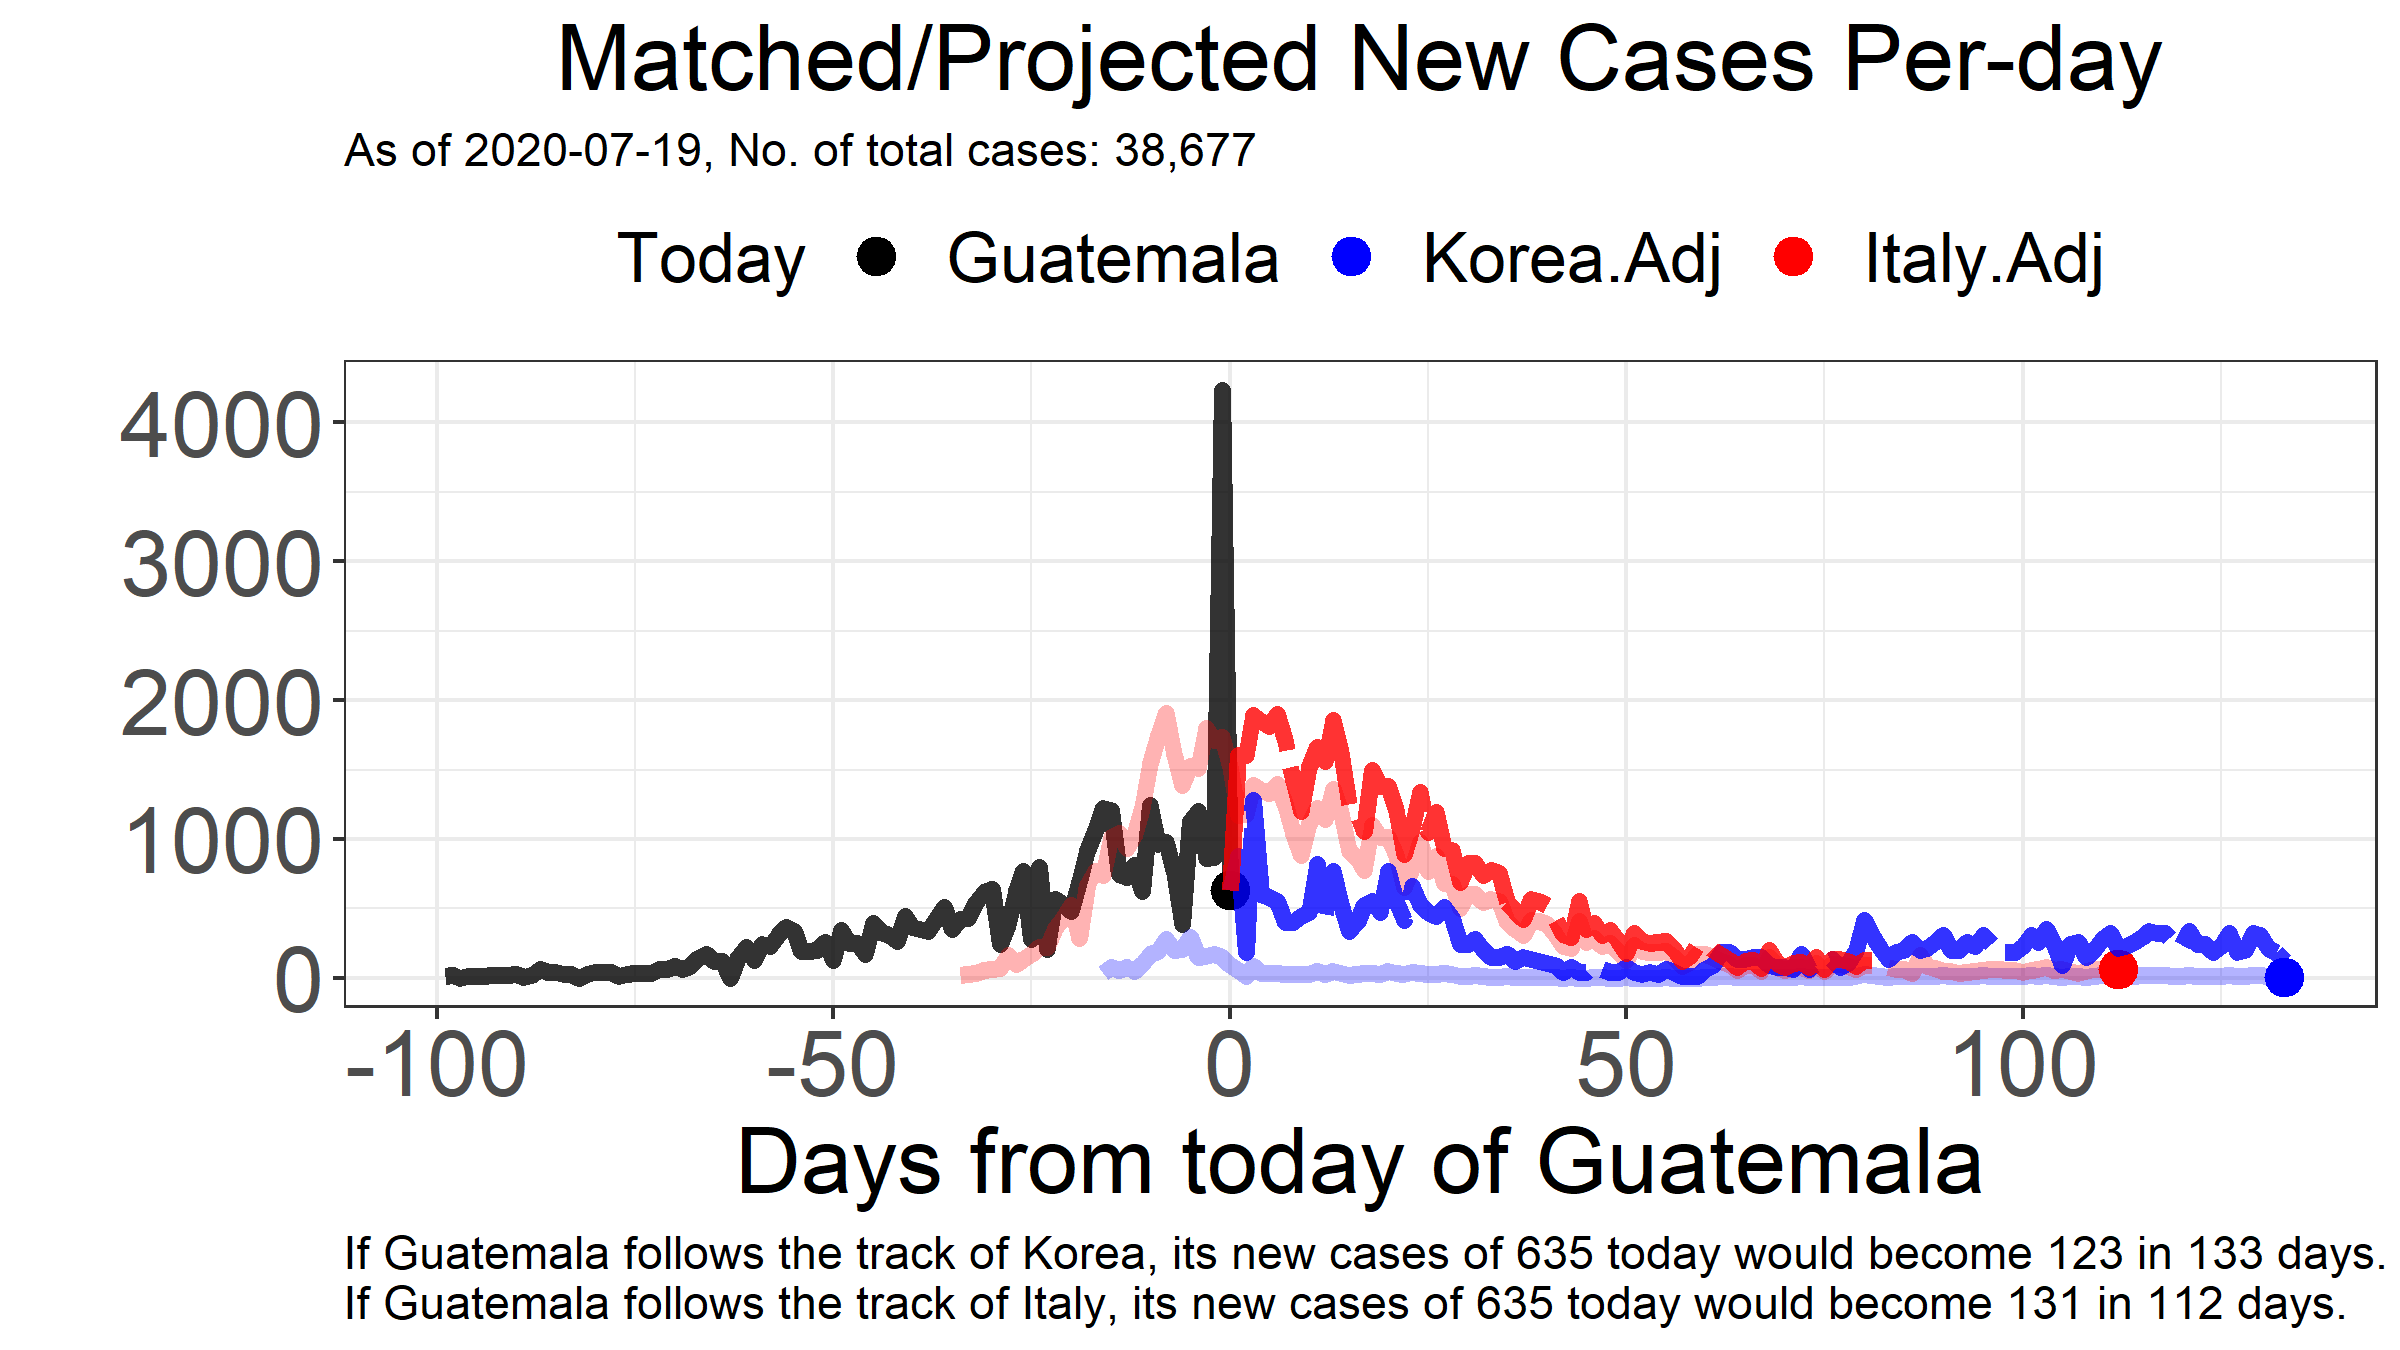 Matched/Projected New Cases Per-day
As of 2020-07-19, No. of total cases: 38,677
Today Guatemala Korea.Adj Italy.Adj
4000
3000
2000
1000
0
-100 -50 0 50 100
Days from today of Guatemala
If Guatemala follows the track of Korea, its new cases of 635 today would become 123 in 133 days.
If Guatemala follows the track of Italy, its new cases of 635 today would become 131 in 112 days.